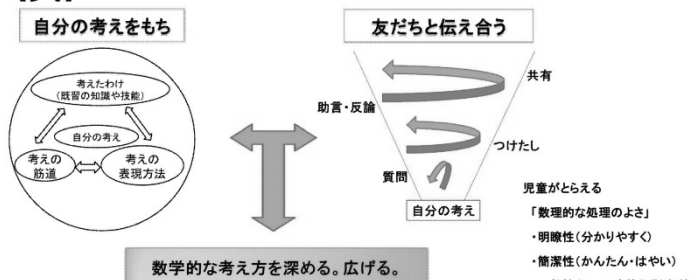 自分の考えをもち
友だちと伝え合う
考えたわけ
(既習の知識や技能)
自分の考え
考えの
筋道
考えの
表現方法
共有
助言・反論
つけたし
質問
自分の考え
児童がとらえる
「数理的な処理のよさ」
・明瞭性(分かりやすく)
・簡潔性(かんたん・はやい)
数学的な考え方を深める。広げる。